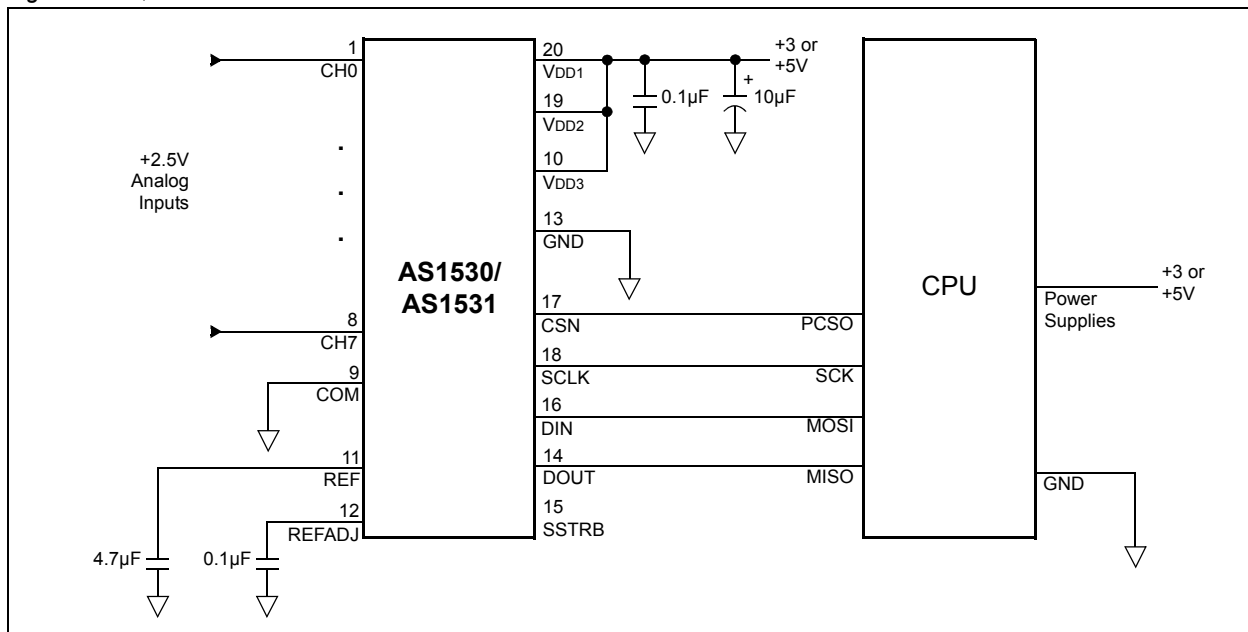 1
CH0
+2.5V
Analog
Inputs
8
CH7
9
COM
11
REF
12
REFADJ
4.7µF
0.1µF
AS1530/
AS1531
20
VDD1
19
VDD2
10
VDD3
13
GND
17
CSN
18
SCLK
16
DIN
14
DOUT
15
SSTRB
0.1µF
+
10µF
+3 or
+5V
PCSO
SCK
MOSI
MISO
CPU
Power
Supplies
+3 or
+5V
GND